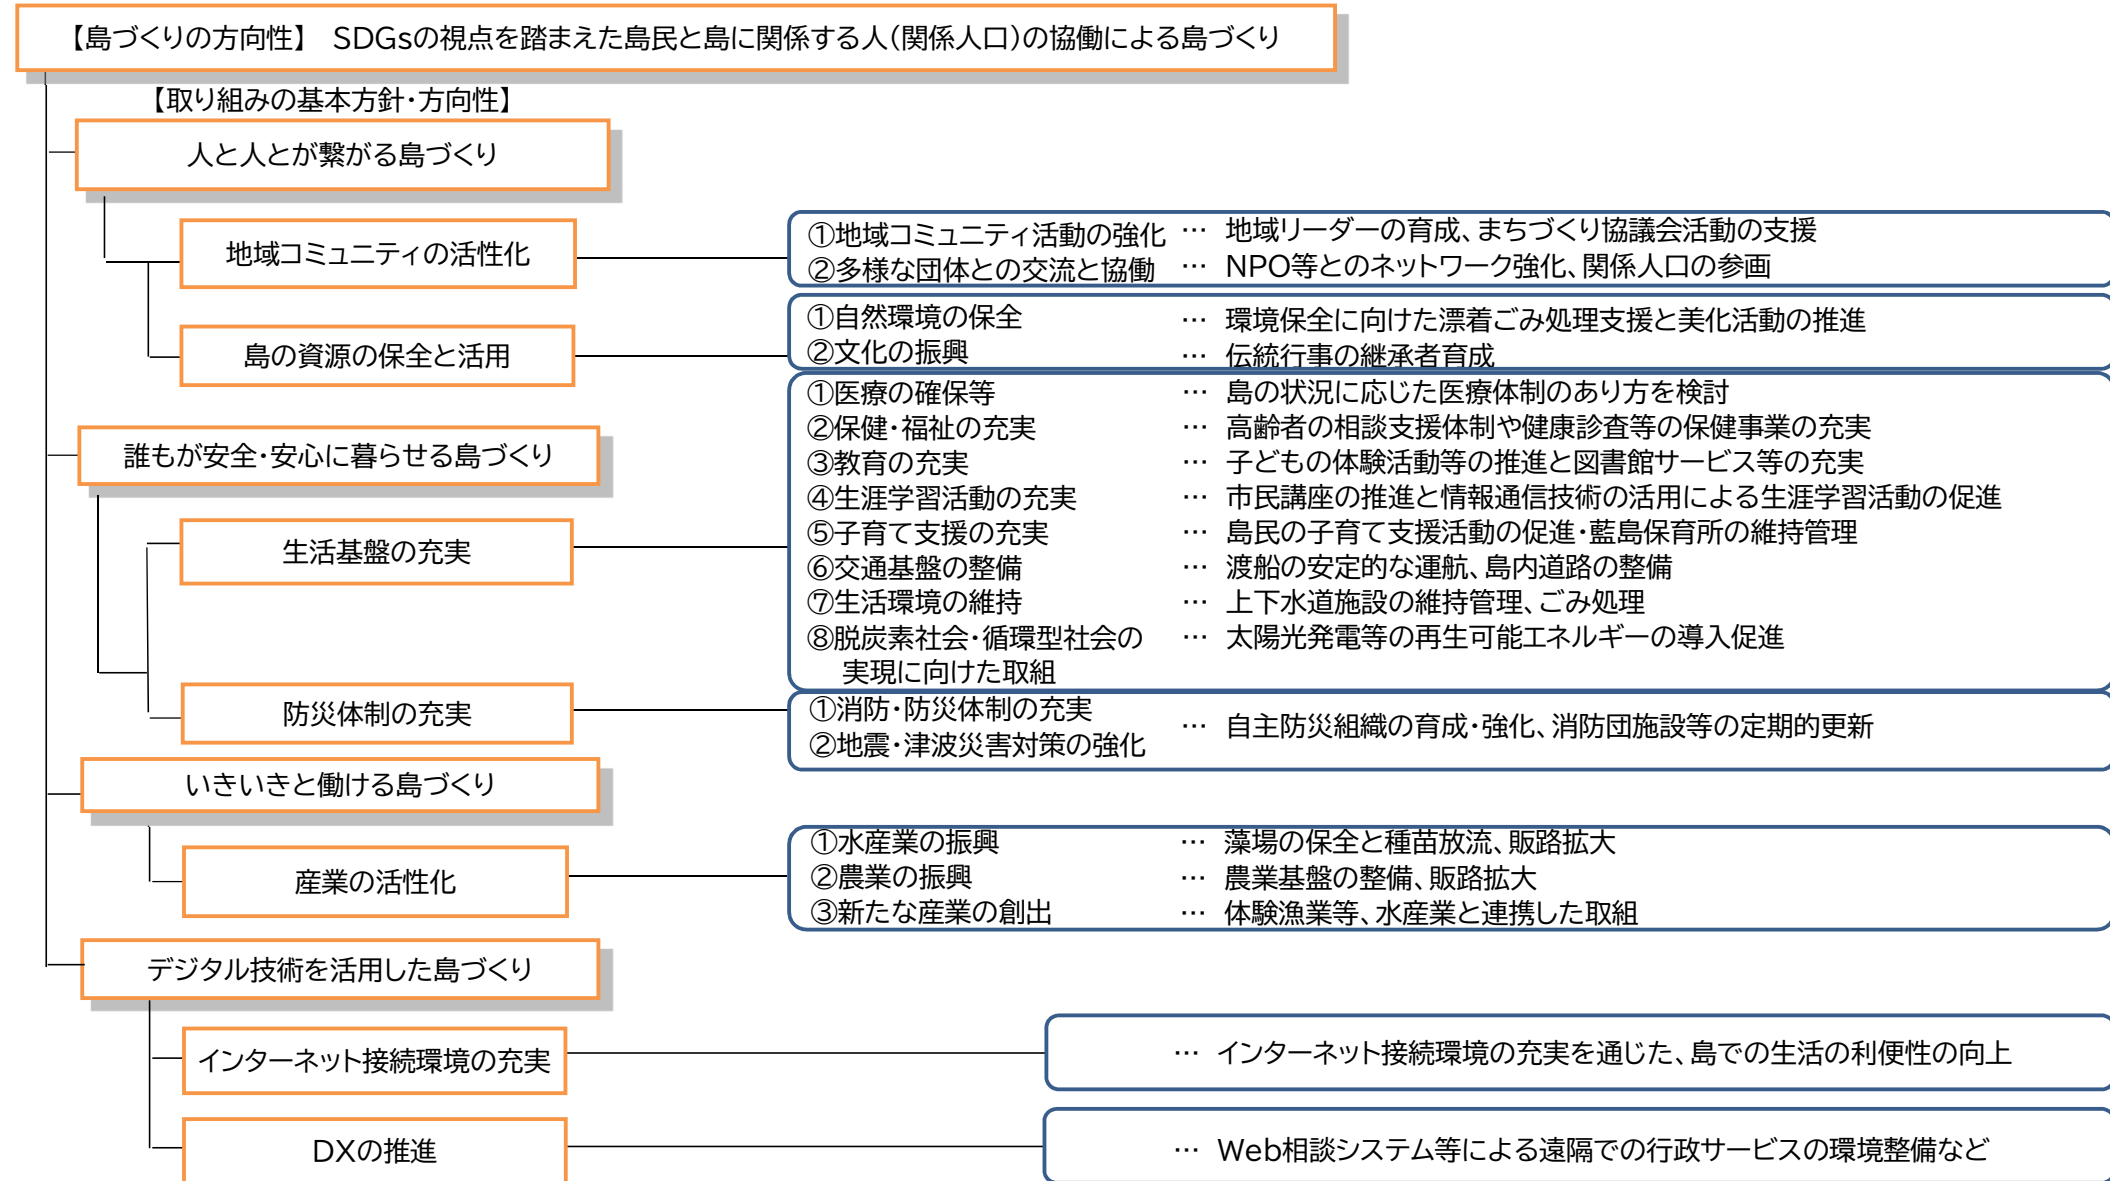 【島づくりの方向性】 SDGsの視点を踏まえた島民と島に関係する人(関係人口)の協働による島づくり
【取り組みの基本方針・方向性】
人と人とが繋がる島づくり
地域コミュニティの活性化
①地域コミュニティ活動の強化 … 地域リーダーの育成、まちづくり協議会活動の支援
②多様な団体との交流と協働 … NPO等とのネットワーク強化、関係人口の参画
島の資源の保全と活用
①自然環境の保全 … 環境保全に向けた漂着ごみ処理支援と美化活動の推進
②文化の振興 … 伝統行事の継承者育成
誰もが安全・安心に暮らせる島づくり
生活基盤の充実
①医療の確保等 … 島の状況に応じた医療体制のあり方を検討
②保健・福祉の充実 … 高齢者の相談支援体制や健康診査等の保健事業の充実
③教育の充実 … 子どもの体験活動等の推進と図書館サービス等の充実
④生涯学習活動の充実 … 市民講座の推進と情報通信技術の活用による生涯学習活動の促進
⑤子育て支援の充実 … 島民の子育て支援活動の促進・藍島保育所の維持管理
⑥交通基盤の整備 … 渡船の安定的な運航、島内道路の整備
⑦生活環境の維持 … 上下水道施設の維持管理、ごみ処理
⑧脱炭素社会・循環型社会の … 太陽光発電等の再生可能エネルギーの導入促進
実現に向けた取組
防災体制の充実
①消防・防災体制の充実
②地震・津波災害対策の強化
… 自主防災組織の育成・強化、消防団施設等の定期的更新
いきいきと働ける島づくり
産業の活性化
①水産業の振興 … 藻場の保全と種苗放流、販路拡大
②農業の振興 … 農業基盤の整備、販路拡大
③新たな産業の創出 … 体験漁業等、水産業と連携した取組
デジタル技術を活用した島づくり
インターネット接続環境の充実
… インターネット接続環境の充実を通じた、島での生活の利便性の向上
DXの推進
… Web相談システム等による遠隔での行政サービスの環境整備など